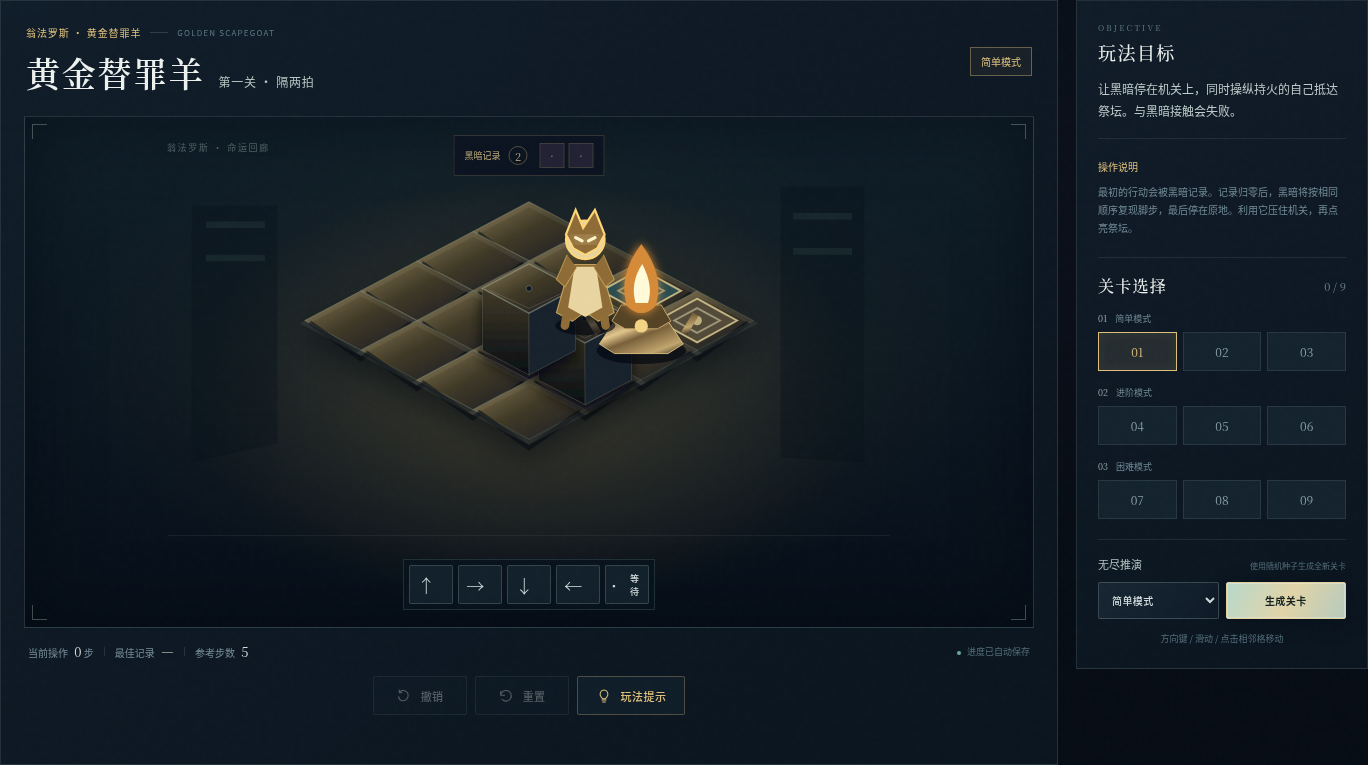 翁法罗斯 · 黄金替罪羊 GOLDEN SCAPEGOAT
黄金替罪羊 第一关 · 隔两拍
简单模式
翁法罗斯 · 命运回廊
黑暗记录 2 · ·
↑ → ↓ ← · 等待
当前操作 0 步 最佳记录 — 参考步数 5
进度已自动保存
撤销 重置 玩法提示
OBJECTIVE
玩法目标
让黑暗停在机关上，同时操纵持火的自己抵达
祭坛。与黑暗接触会失败。
操作说明
最初的行动会被黑暗记录。记录归零后，黑暗将按相同
顺序复现脚步，最后停在原地。利用它压住机关，再点
亮祭坛。
关卡选择 0 / 9
01 简单模式
01 02 03
02 进阶模式
04 05 06
03 困难模式
07 08 09
无尽推演 使用随机种子生成全新关卡
简单模式 生成关卡
方向键 / 滑动 / 点击相邻格移动